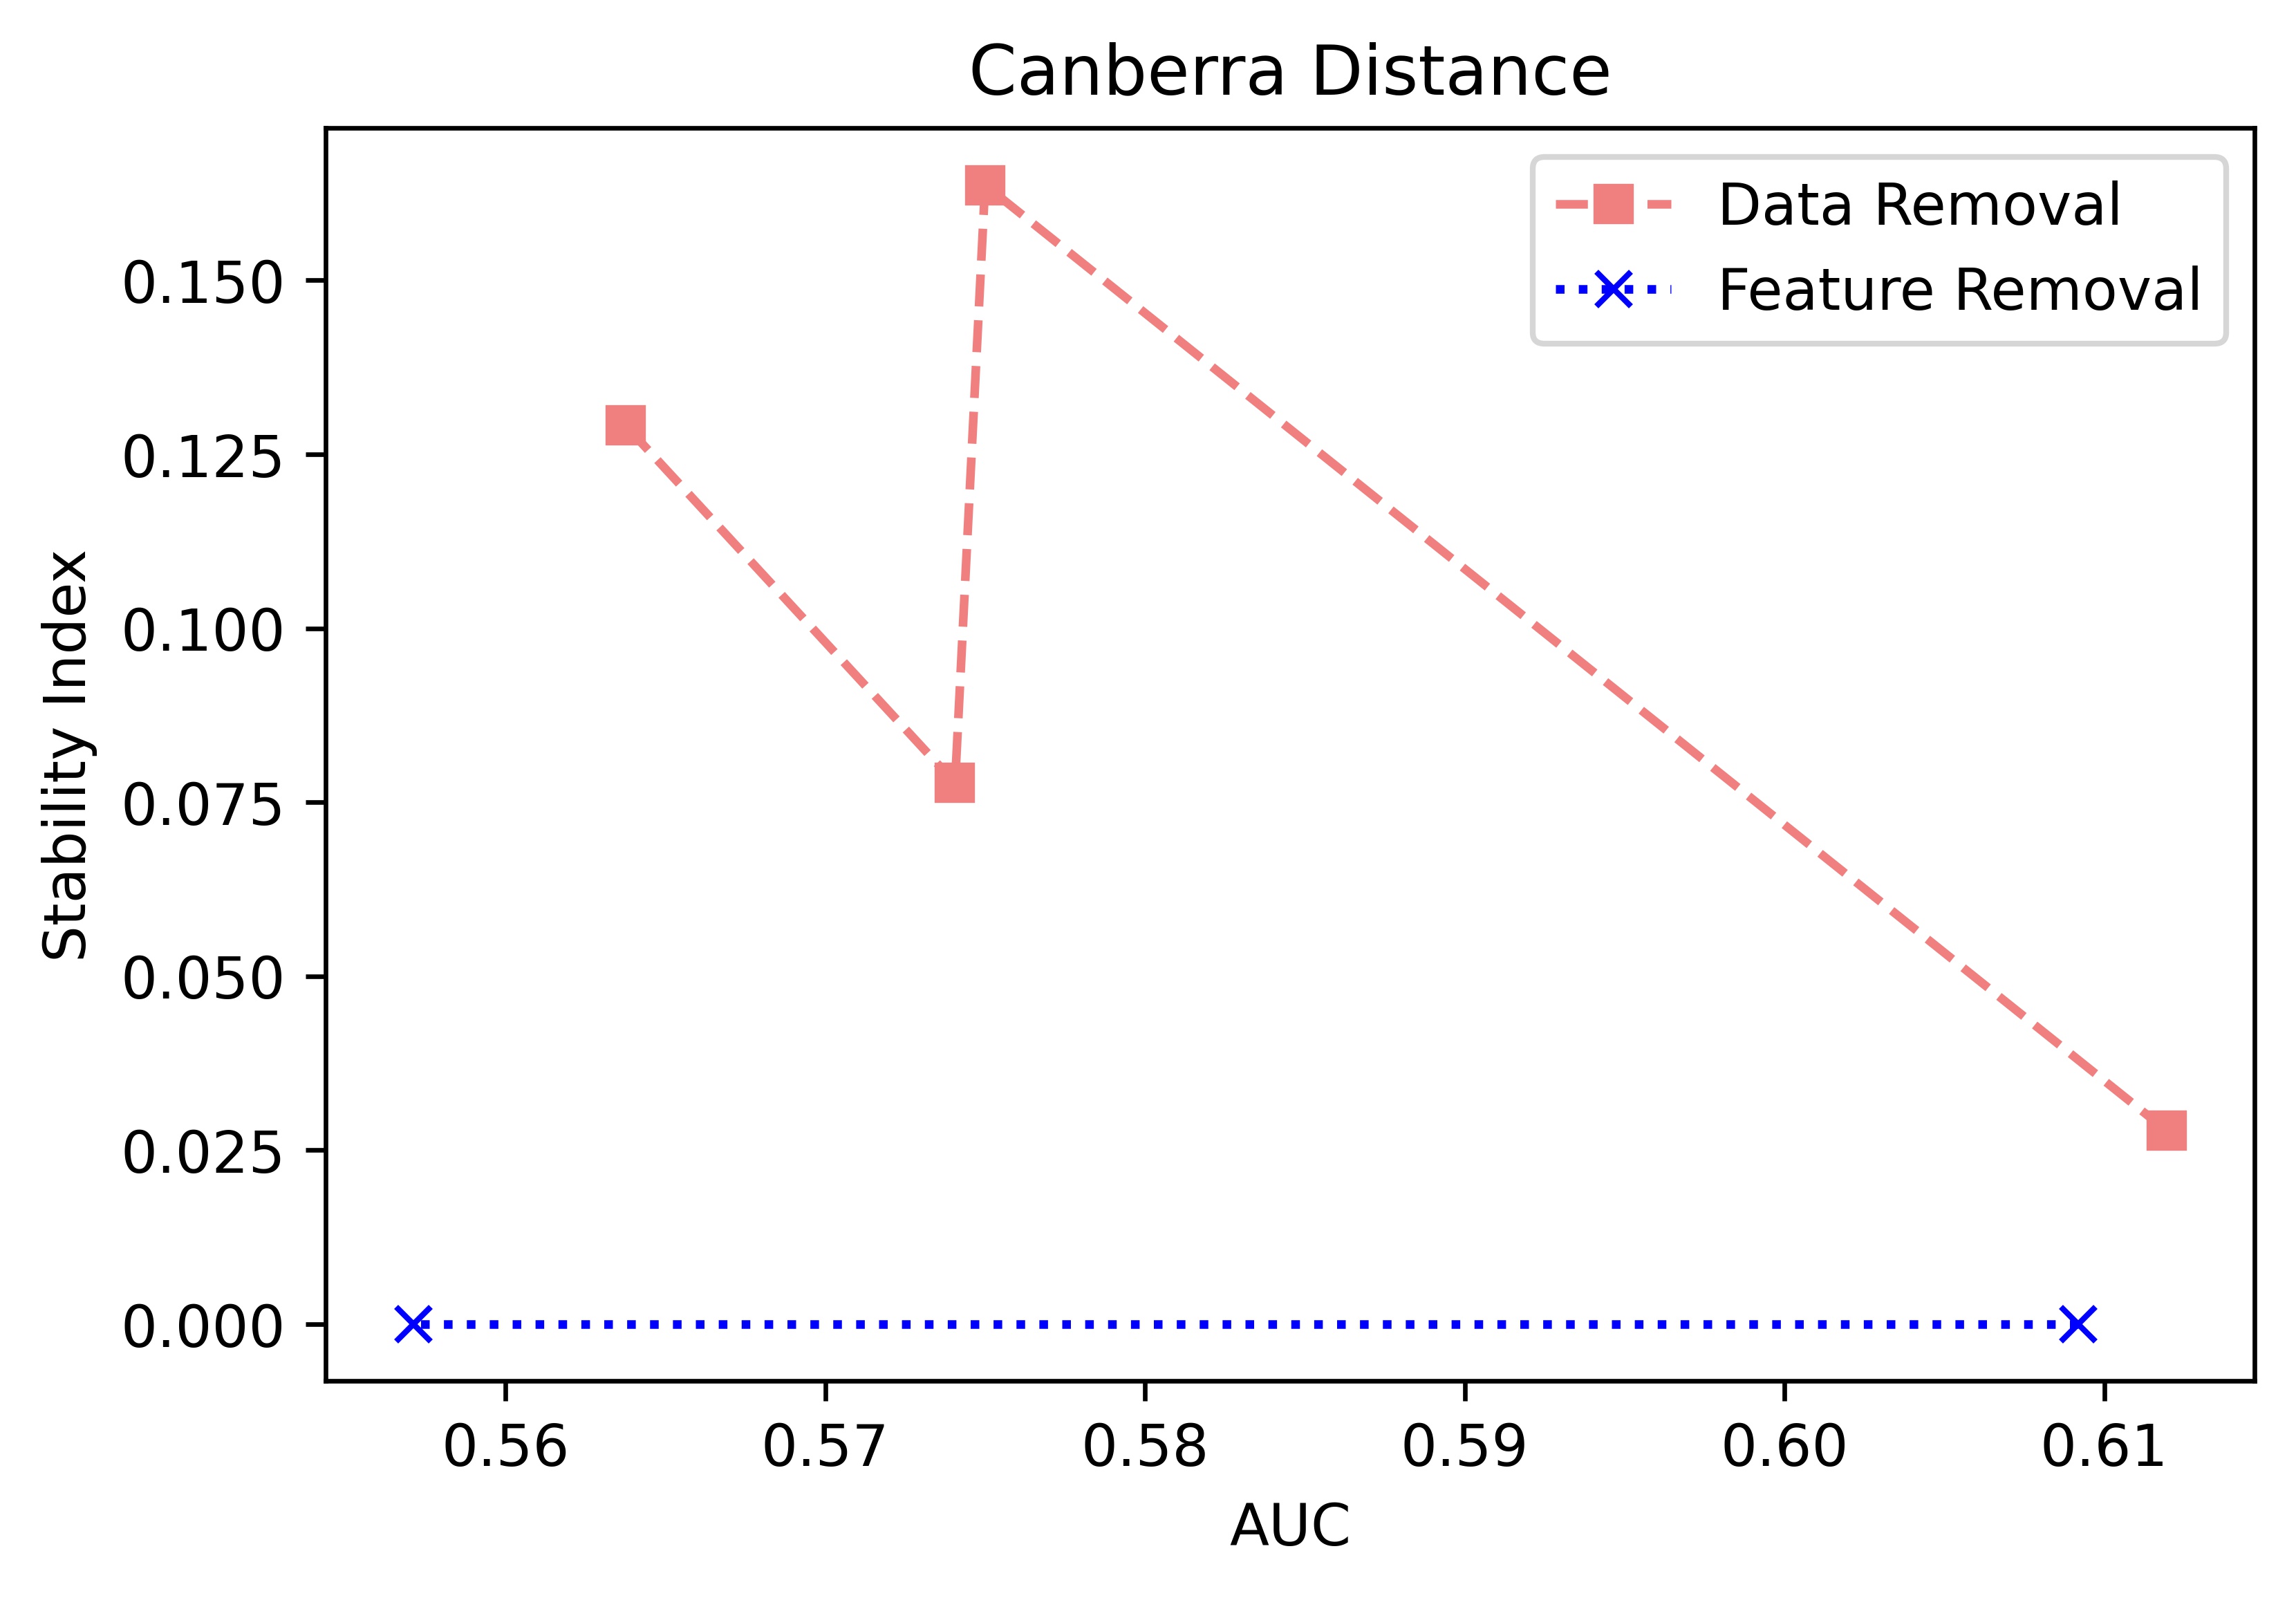 Canberra Distance
Data Removal
Feature Removal
Stability Index
0.150
0.125
0.100
0.075
0.050
0.025
0.000
0.56 0.57 0.58 0.59 0.60 0.61
AUC